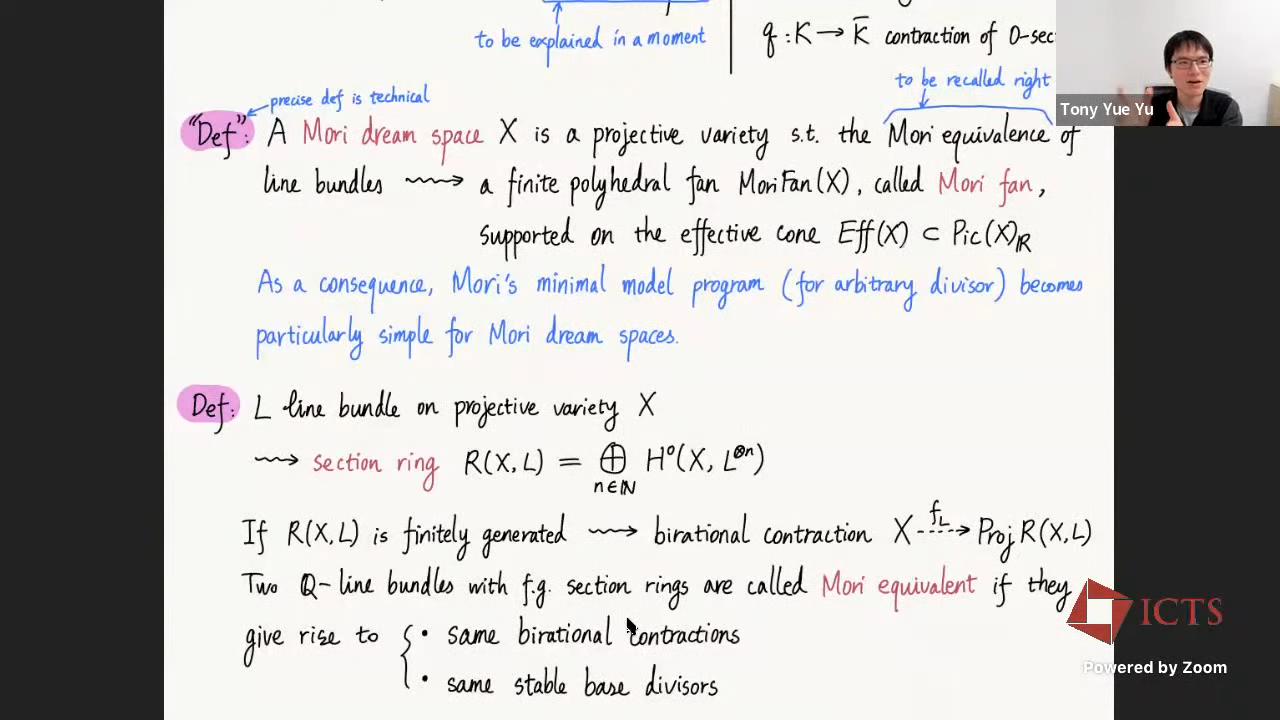 to be explained in a moment
q : K → K̄ contraction of 0-sec
to be recalled right
precise def is technical
"Def": A Mori dream space X is a projective variety s.t. the Mori equivalence of
line bundles ⟿ a finite polyhedral fan MoriFan(X), called Mori fan,
supported on the effective cone Eff(X) ⊂ Pic(X)_ℝ
As a consequence, Mori's minimal model program (for arbitrary divisor) becomes
particularly simple for Mori dream spaces.
Def: L line bundle on projective variety X
⟿ section ring R(X, L) = ⊕_{n∈ℕ} H⁰(X, L^{⊗n})
If R(X, L) is finitely generated ⟿ birational contraction X ⇢^{f_L} Proj R(X, L)
Two ℚ-line bundles with f.g. section rings are called Mori equivalent if they
give rise to { • same birational contractions
• same stable base divisors
Tony Yue Yu
ICTS
Powered by Zoom